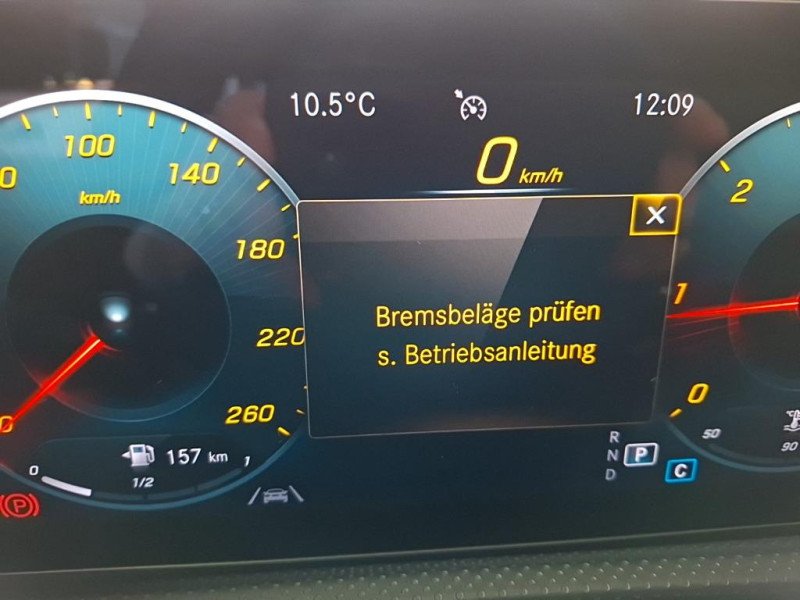 10.5°C 12:09
0 km/h
100
140
km/h
180
220
260
2
1
0
X
Bremsbeläge prüfen
s. Betriebsanleitung
157 km
0 1/2 1
R
N P
D C
50
90
°C
(P)